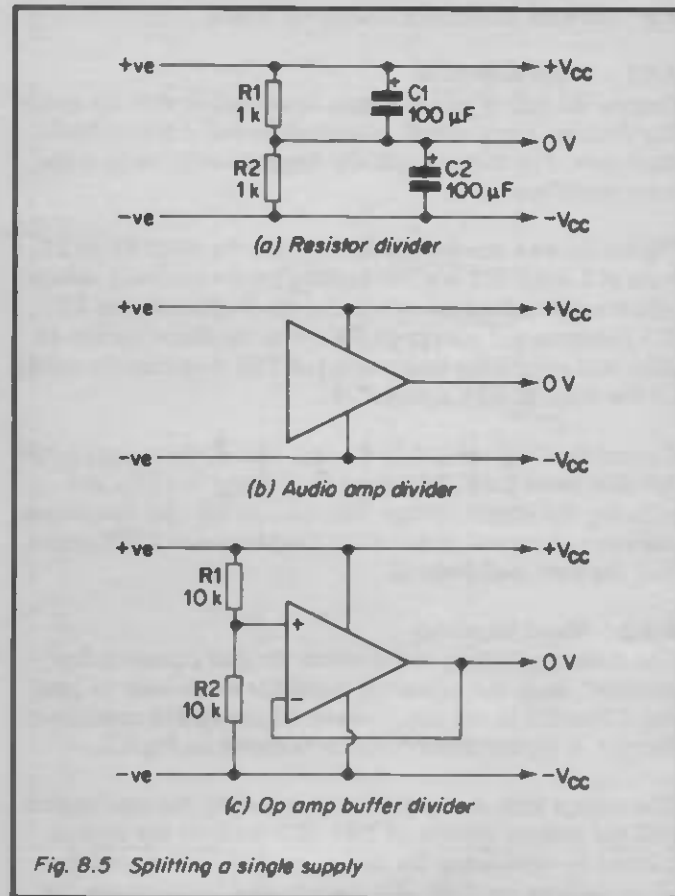 +ve +VCC
R1
1k
C1
100 µF
+
0 V
R2
1k
C2
100 µF
+
-ve -VCC
(a) Resistor divider
+ve +VCC
0 V
-ve -VCC
(b) Audio amp divider
+ve +VCC
R1
10 k
+
0 V
R2
10 k
-
-ve -VCC
(c) Op amp buffer divider
Fig. 8.5 Splitting a single supply